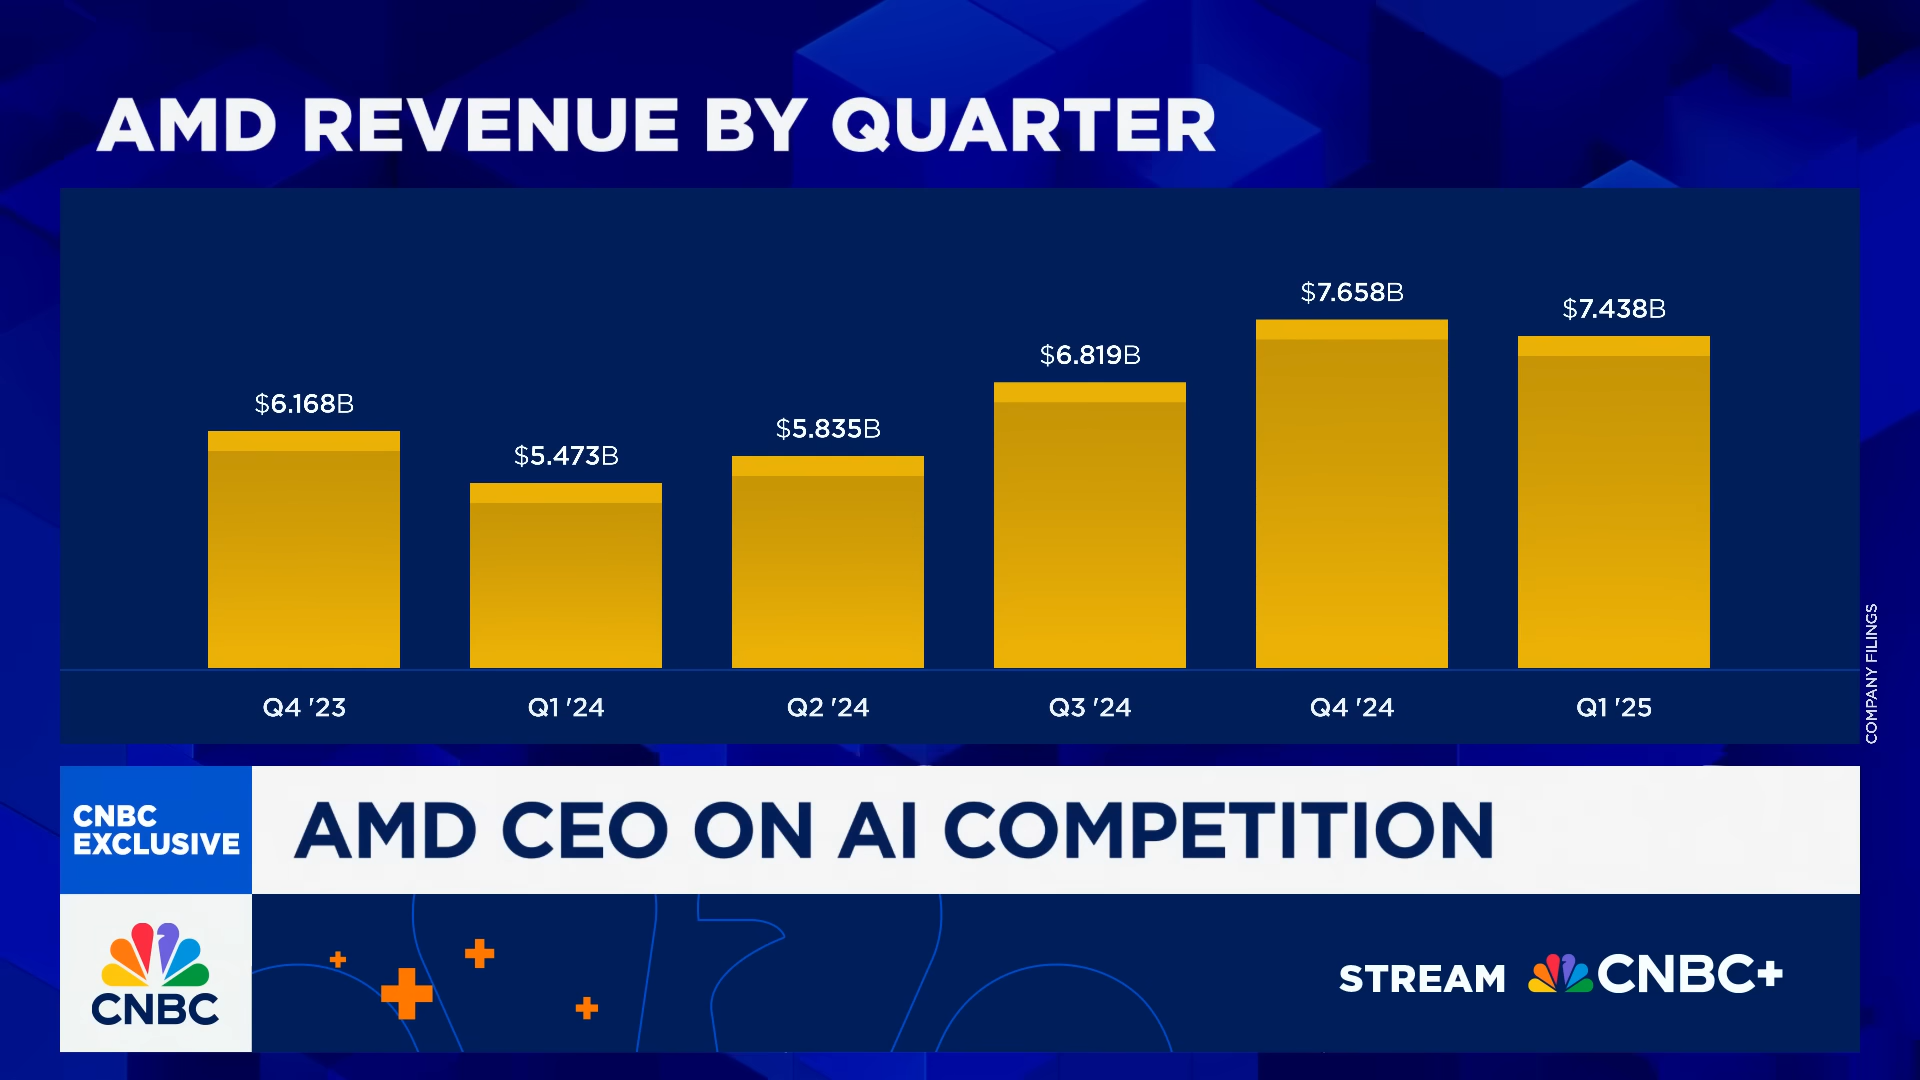 AMD REVENUE BY QUARTER
$6.168B
$5.473B
$5.835B
$6.819B
$7.658B
$7.438B
Q4 '23
Q1 '24
Q2 '24
Q3 '24
Q4 '24
Q1 '25
COMPANY FILINGS
CNBC
EXCLUSIVE
AMD CEO ON AI COMPETITION
CNBC
STREAM CNBC+